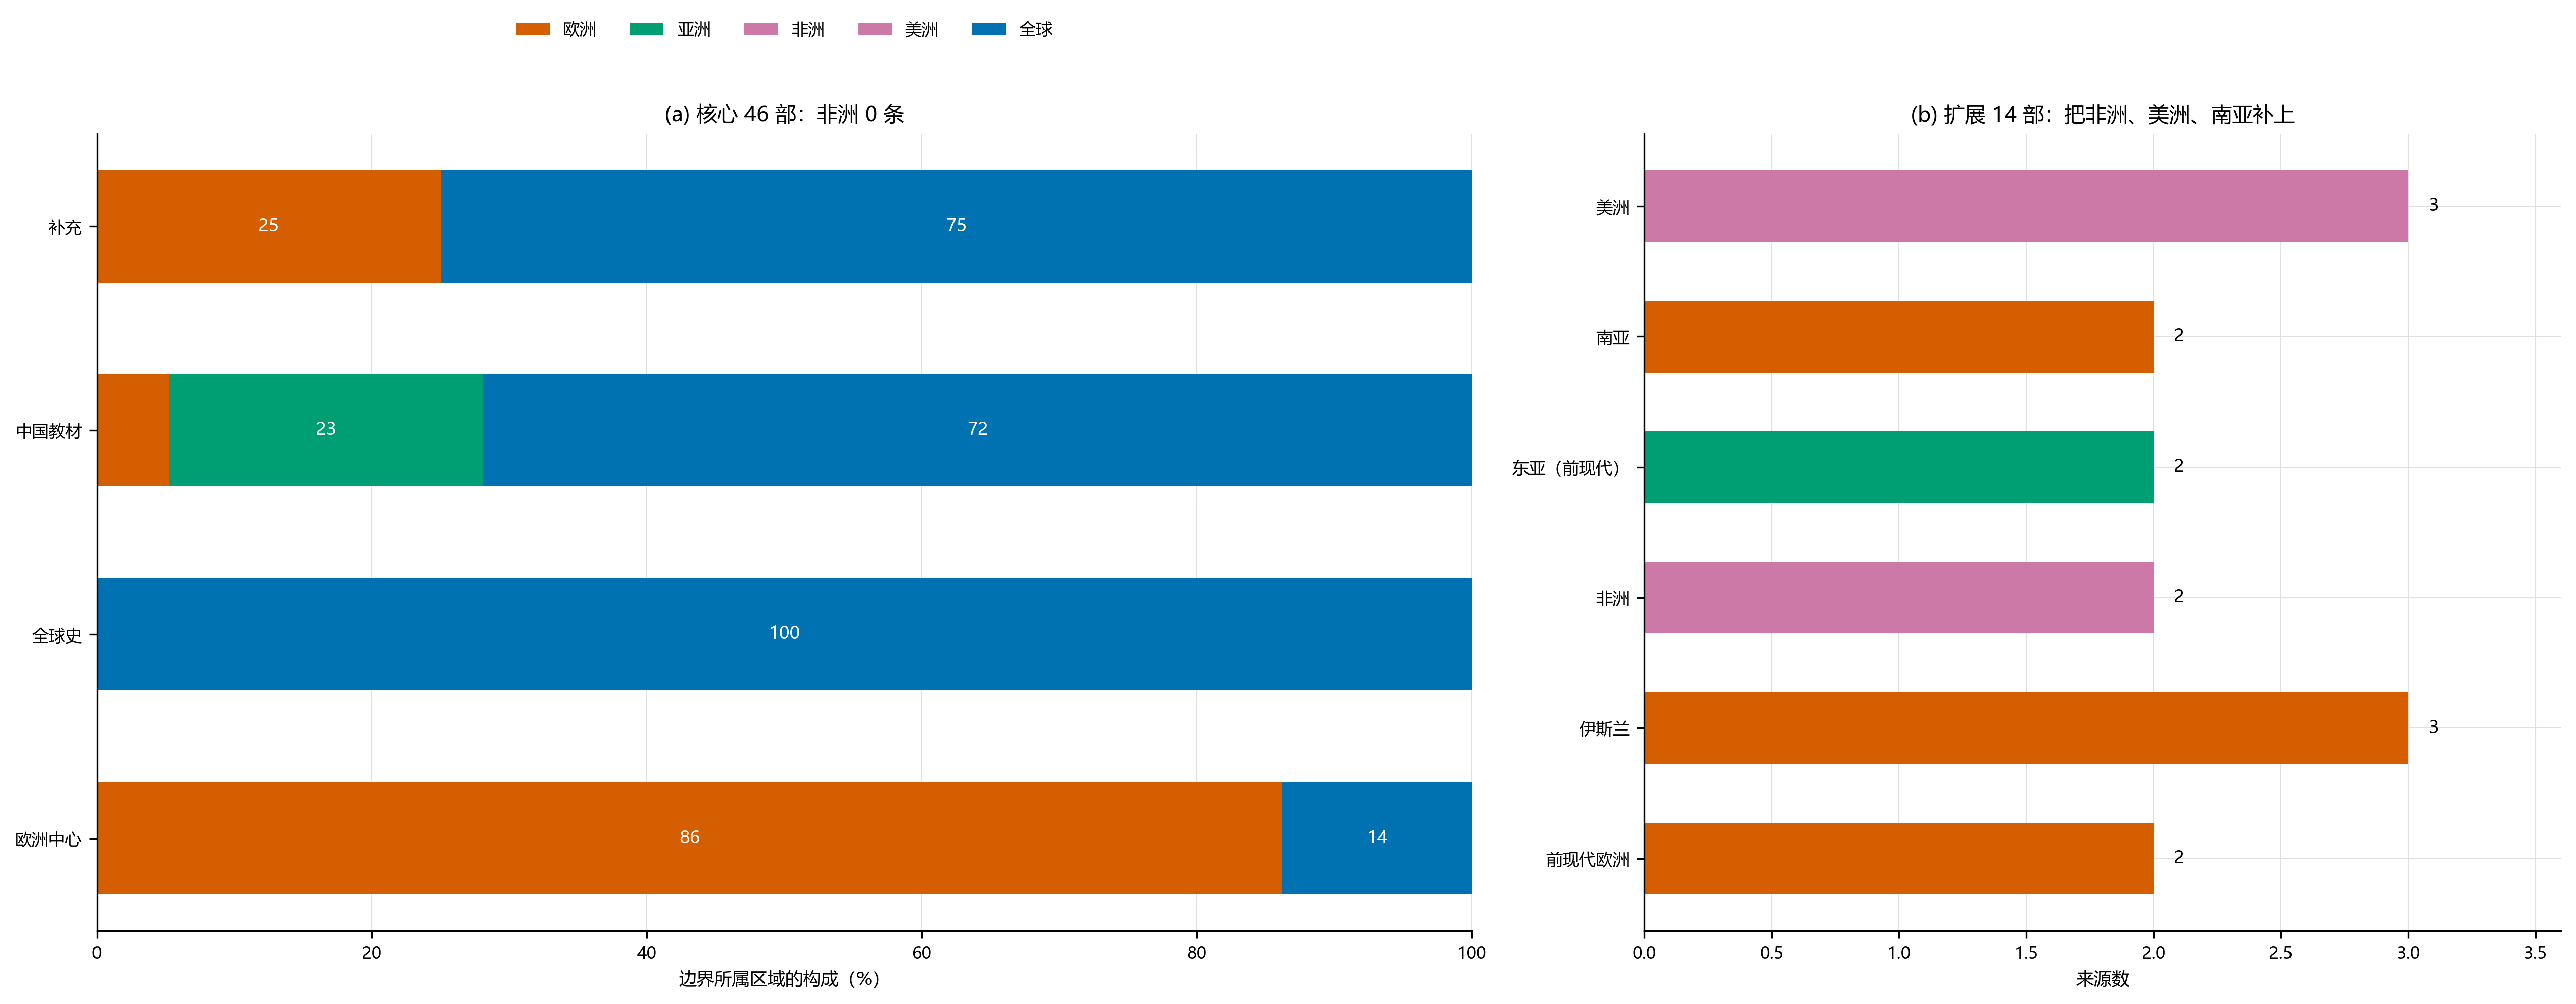 欧洲 亚洲 非洲 美洲 全球
(a) 核心 46 部：非洲 0 条
补充
25 75
中国教材
23 72
全球史
100
欧洲中心
86 14
0 20 40 60 80 100
边界所属区域的构成（%）
(b) 扩展 14 部：把非洲、美洲、南亚补上
美洲
3
南亚
2
东亚（前现代）
2
非洲
2
伊斯兰
3
前现代欧洲
2
0.0 0.5 1.0 1.5 2.0 2.5 3.0 3.5
来源数